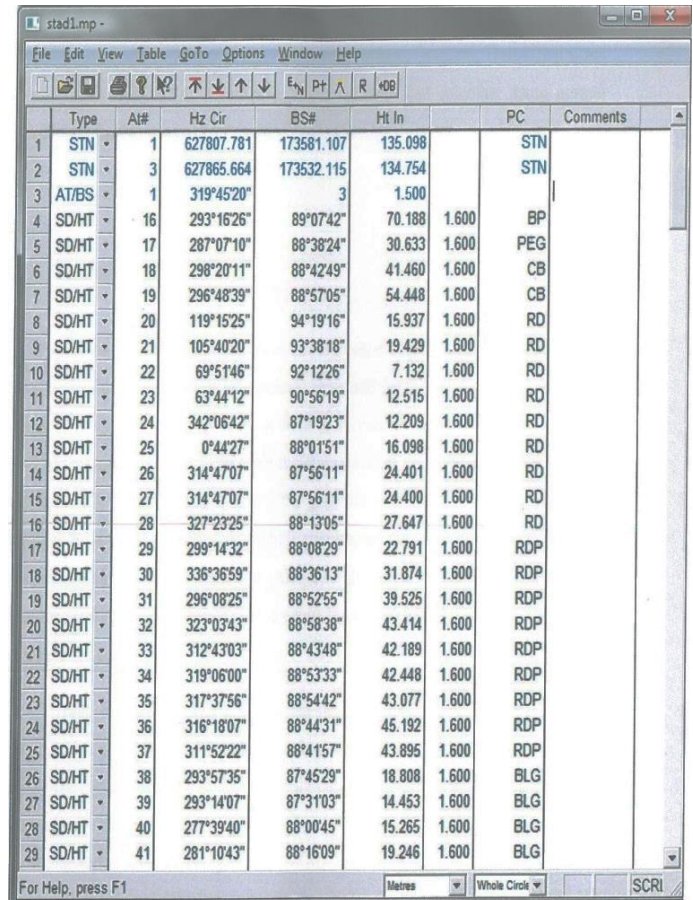 stad1.mp -
File Edit View Table GoTo Options Window Help
P+ R +DB
Type At# Hz Cir BS# Ht In PC Comments
1 STN 1 627807.781 173581.107 135.098 STN
2 STN 3 627865.664 173532.115 134.754 STN
3 AT/BS 1 319°45'20" 3 1.500
4 SD/HT 16 293°16'26" 89°07'42" 70.188 1.600 BP
5 SD/HT 17 287°07'10" 88°38'24" 30.633 1.600 PEG
6 SD/HT 18 298°20'11" 88°42'49" 41.460 1.600 CB
7 SD/HT 19 296°48'39" 88°57'05" 54.448 1.600 CB
8 SD/HT 20 119°15'25" 94°19'16" 15.937 1.600 RD
9 SD/HT 21 105°40'20" 93°38'18" 19.429 1.600 RD
10 SD/HT 22 69°51'46" 92°12'26" 7.132 1.600 RD
11 SD/HT 23 63°44'12" 90°56'19" 12.515 1.600 RD
12 SD/HT 24 342°06'42" 87°19'23" 12.209 1.600 RD
13 SD/HT 25 0°44'27" 88°01'51" 16.098 1.600 RD
14 SD/HT 26 314°47'07" 87°56'11" 24.401 1.600 RD
15 SD/HT 27 314°47'07" 87°56'11" 24.400 1.600 RD
16 SD/HT 28 327°23'25" 88°13'05" 27.647 1.600 RD
17 SD/HT 29 299°14'32" 88°08'29" 22.791 1.600 RDP
18 SD/HT 30 336°36'59" 88°36'13" 31.874 1.600 RDP
19 SD/HT 31 296°08'25" 88°52'55" 39.525 1.600 RDP
20 SD/HT 32 323°03'43" 88°58'38" 43.414 1.600 RDP
21 SD/HT 33 312°43'03" 88°43'48" 42.189 1.600 RDP
22 SD/HT 34 319°06'00" 88°53'33" 42.448 1.600 RDP
23 SD/HT 35 317°37'56" 88°54'42" 43.077 1.600 RDP
24 SD/HT 36 316°18'07" 88°44'31" 45.192 1.600 RDP
25 SD/HT 37 311°52'22" 88°41'57" 43.895 1.600 RDP
26 SD/HT 38 293°57'35" 87°45'29" 18.808 1.600 BLG
27 SD/HT 39 293°14'07" 87°31'03" 14.453 1.600 BLG
28 SD/HT 40 277°39'40" 88°00'45" 15.265 1.600 BLG
29 SD/HT 41 281°10'43" 88°16'09" 19.246 1.600 BLG
For Help, press F1 Metres Whole Circle SCRL